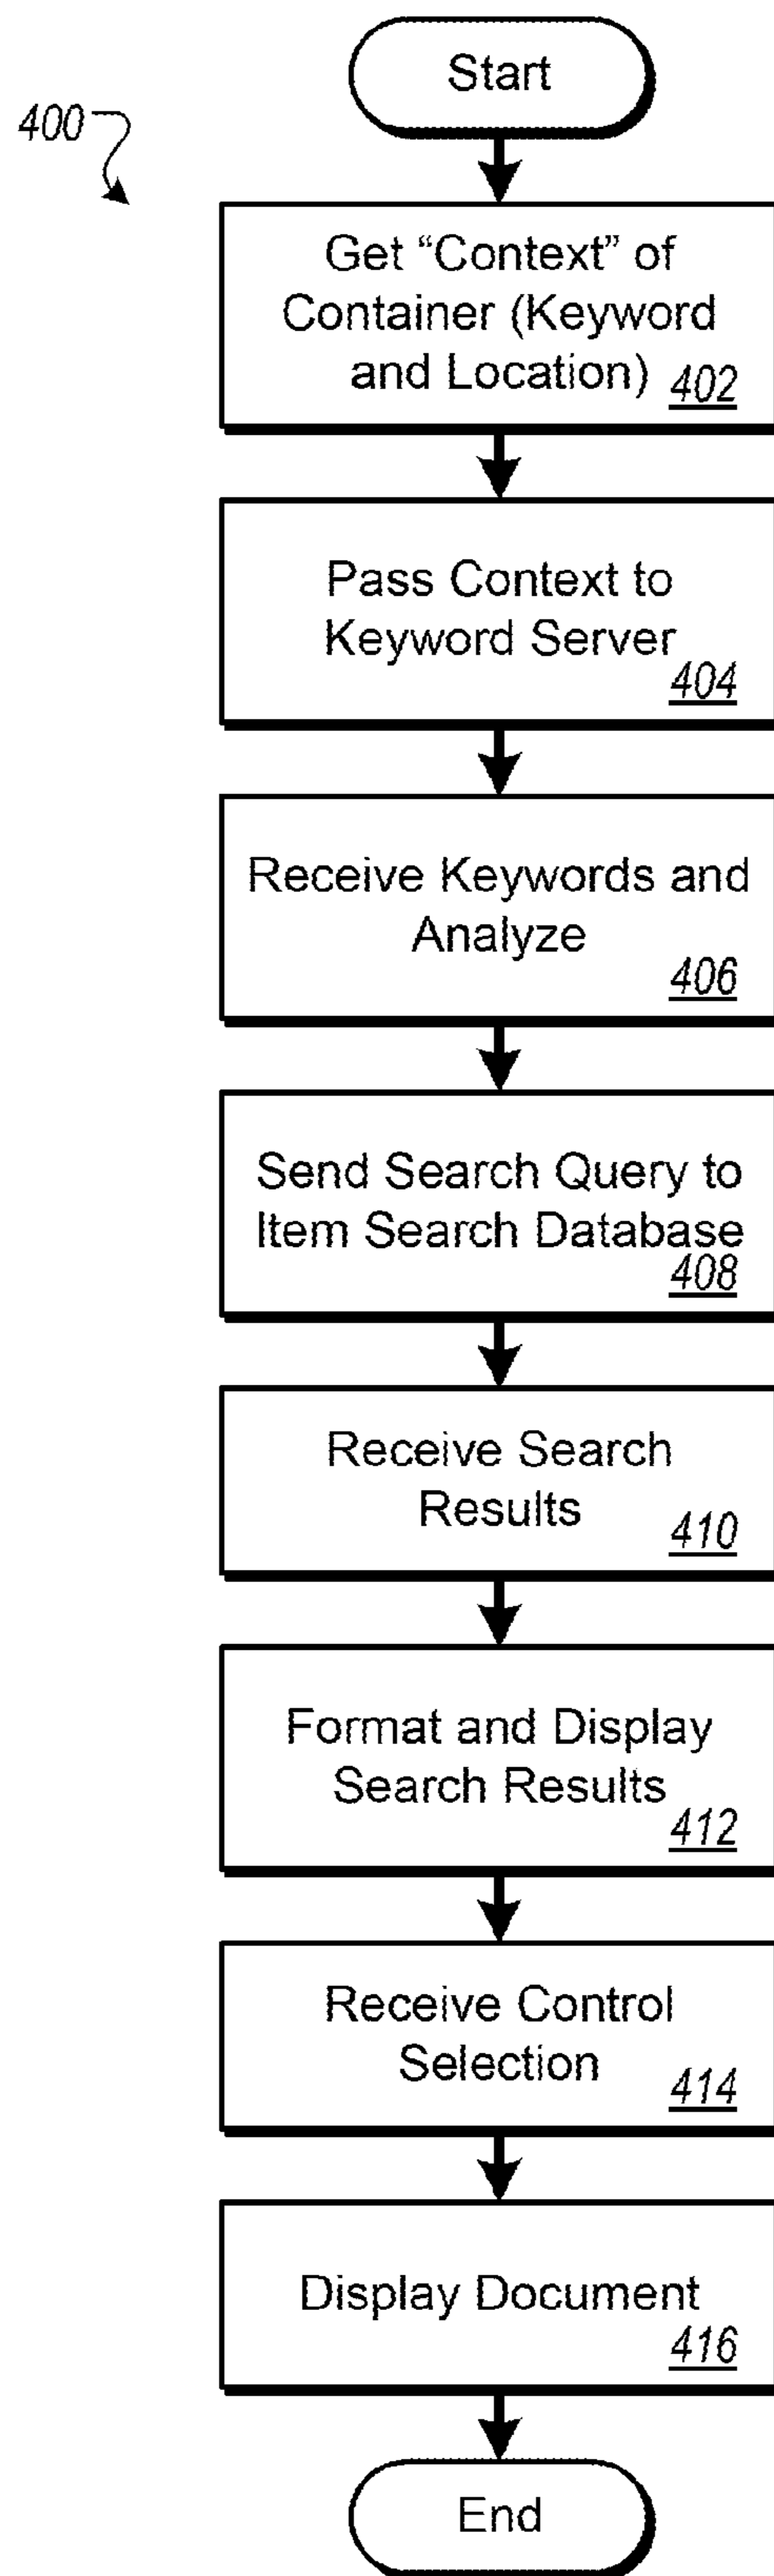 Start
400
Get “Context” of
Container (Keyword
and Location) 402
Pass Context to
Keyword Server
404
Receive Keywords and
Analyze
406
Send Search Query to
Item Search Database
408
Receive Search
Results
410
Format and Display
Search Results
412
Receive Control
Selection
414
Display Document
416
End